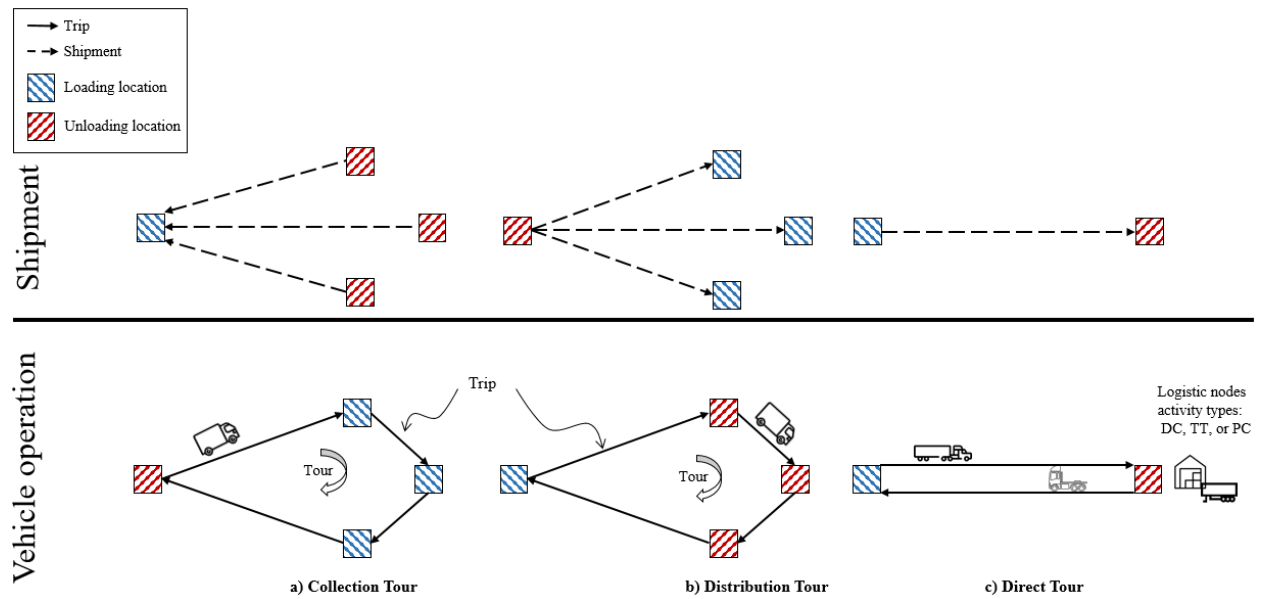 Trip
Shipment
Loading location
Unloading location
Shipment
Vehicle operation
Trip
Tour
Tour
Logistic nodes
activity types:
DC, TT, or PC
a) Collection Tour
b) Distribution Tour
c) Direct Tour